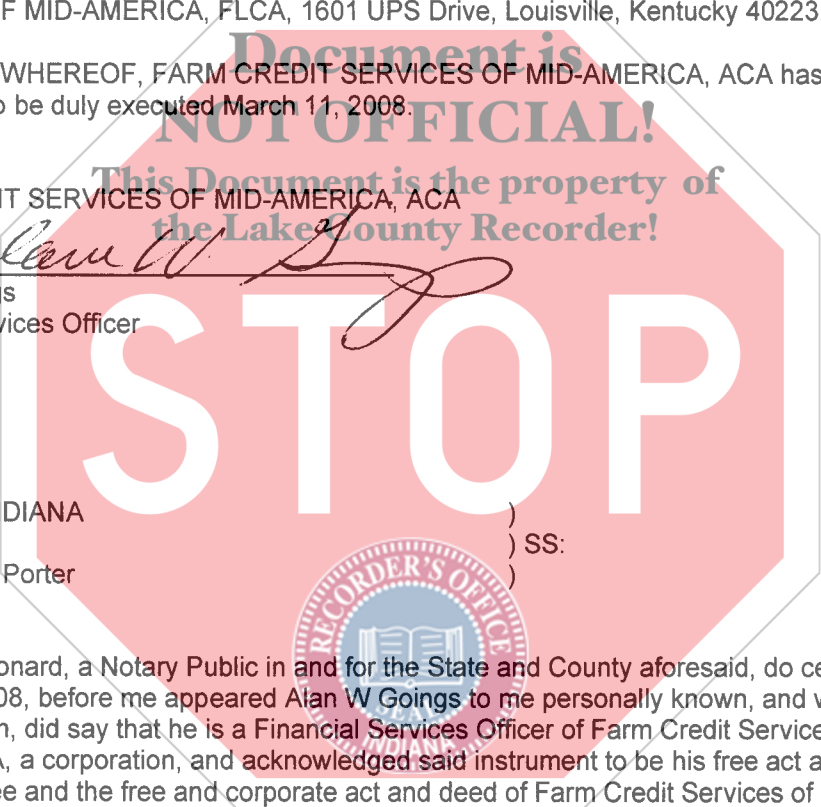 OF MID-AMERICA, FLCA, 1601 UPS Drive, Louisville, Kentucky 40223
Document is
WHEREOF, FARM CREDIT SERVICES OF MID-AMERICA, ACA has
to be duly executed March 11, 2008.
NOT OFFICIAL!
This Document is the property of
IT SERVICES OF MID-AMERICA, ACA
the Lake County Recorder!
gs
vices Officer
STOP
DIANA )
) SS:
Porter )
RECORDER'S OFFICE
SEAL
INDIANA
onard, a Notary Public in and for the State and County aforesaid, do ce
08, before me appeared Alan W Goings to me personally known, and w
n, did say that he is a Financial Services Officer of Farm Credit Service
A, a corporation, and acknowledged said instrument to be his free act a
ee and the free and corporate act and deed of Farm Credit Services of